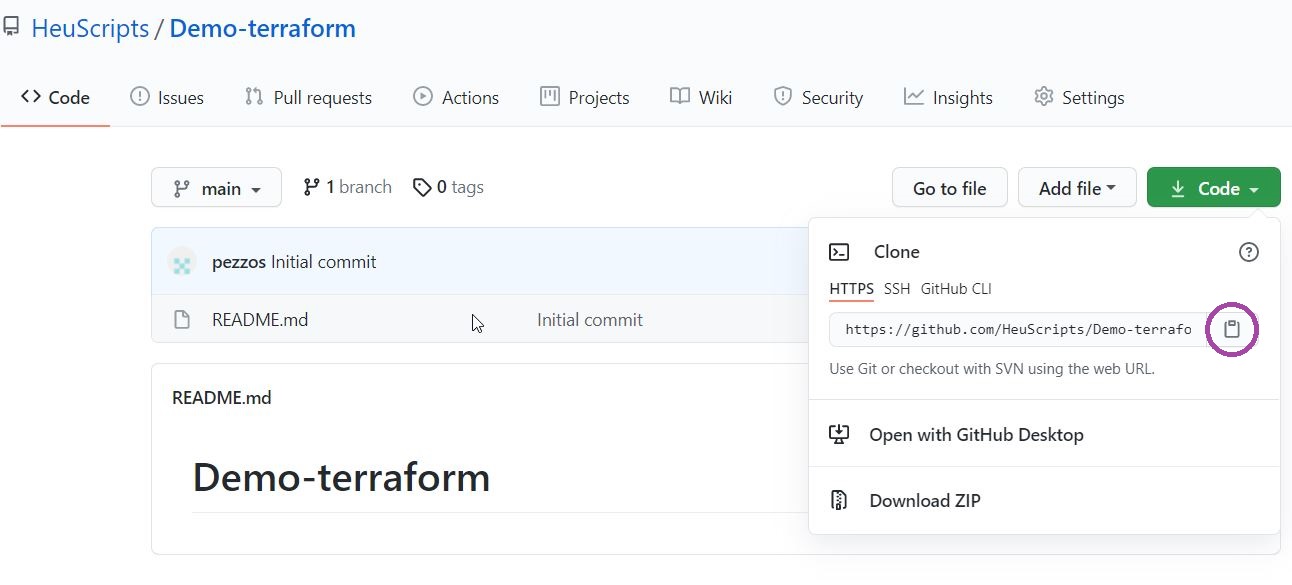 HeuScripts / Demo-terraform
Code Issues Pull requests Actions Projects Wiki Security Insights Settings
main 1 branch 0 tags Go to file Add file Code
pezzos Initial commit
README.md Initial commit
README.md
Demo-terraform
Clone
HTTPS SSH GitHub CLI
https://github.com/HeuScripts/Demo-terrafo
Use Git or checkout with SVN using the web URL.
Open with GitHub Desktop
Download ZIP